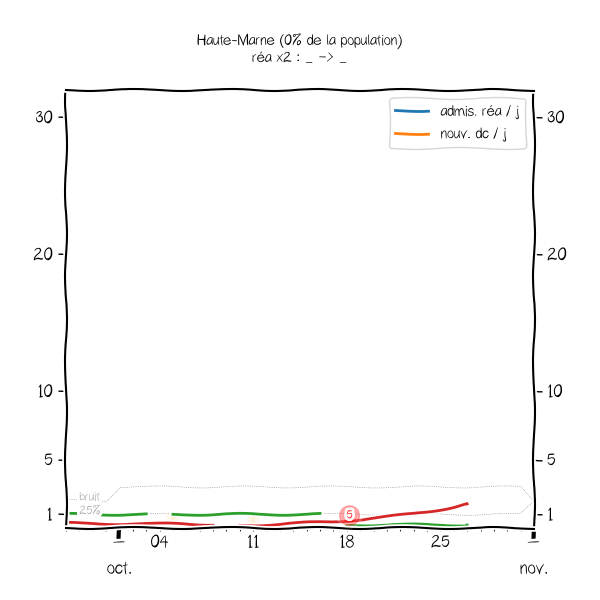 Haute-Marne (0% de la population)
réa x2 : _ -> _
admis. réa / j
nouv. dc / j
30
30
20
20
10
10
5
5
bruit
25%
1
5
1
04
11
18
25
oct.
nov.